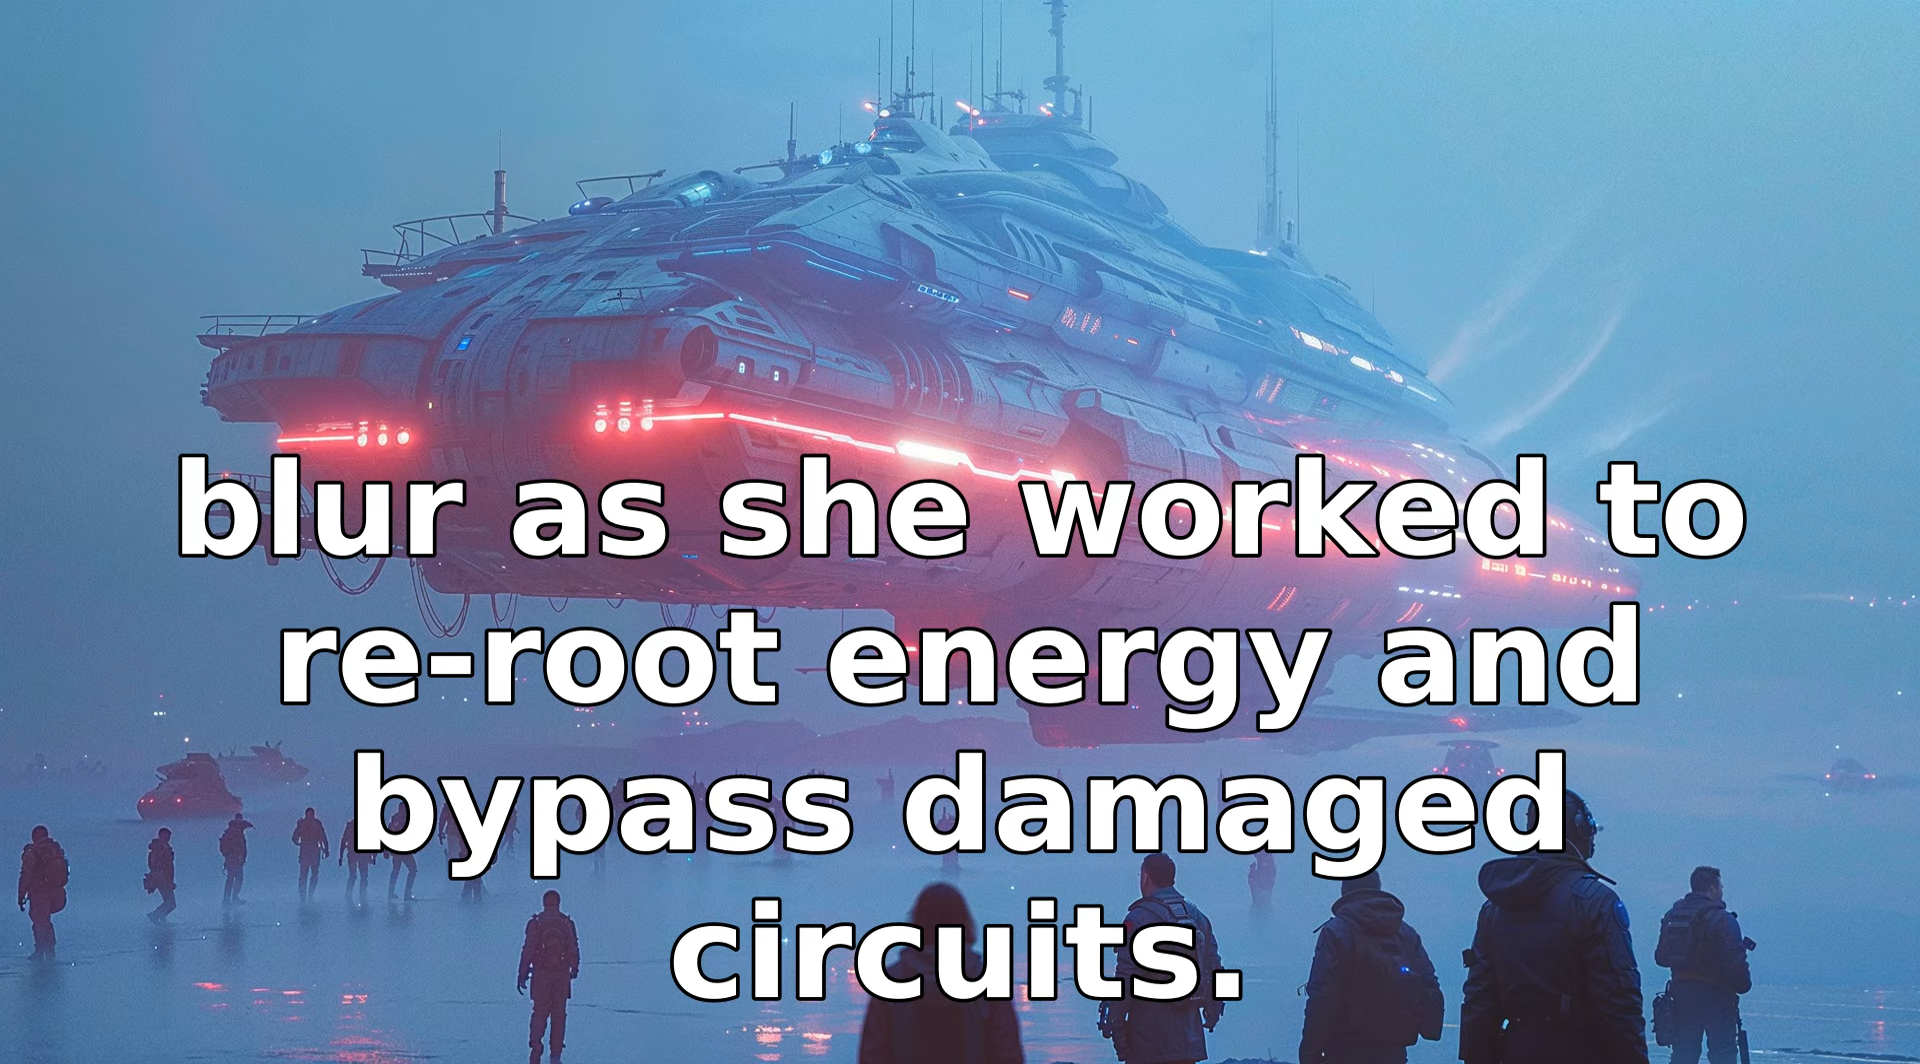 blur as she worked to
re-root energy and
bypass damaged
circuits.